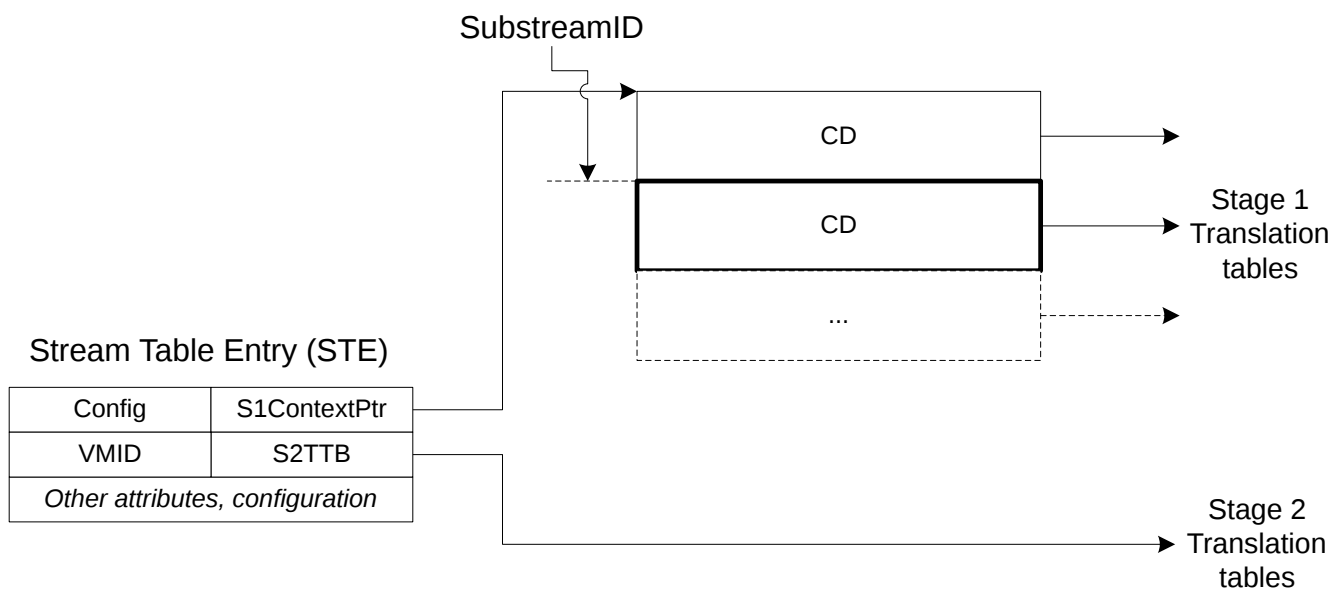 SubstreamID
CD
CD
...
Stage 1
Translation
tables
Stream Table Entry (STE)
Config S1ContextPtr
VMID S2TTB
Other attributes, configuration
Stage 2
Translation
tables